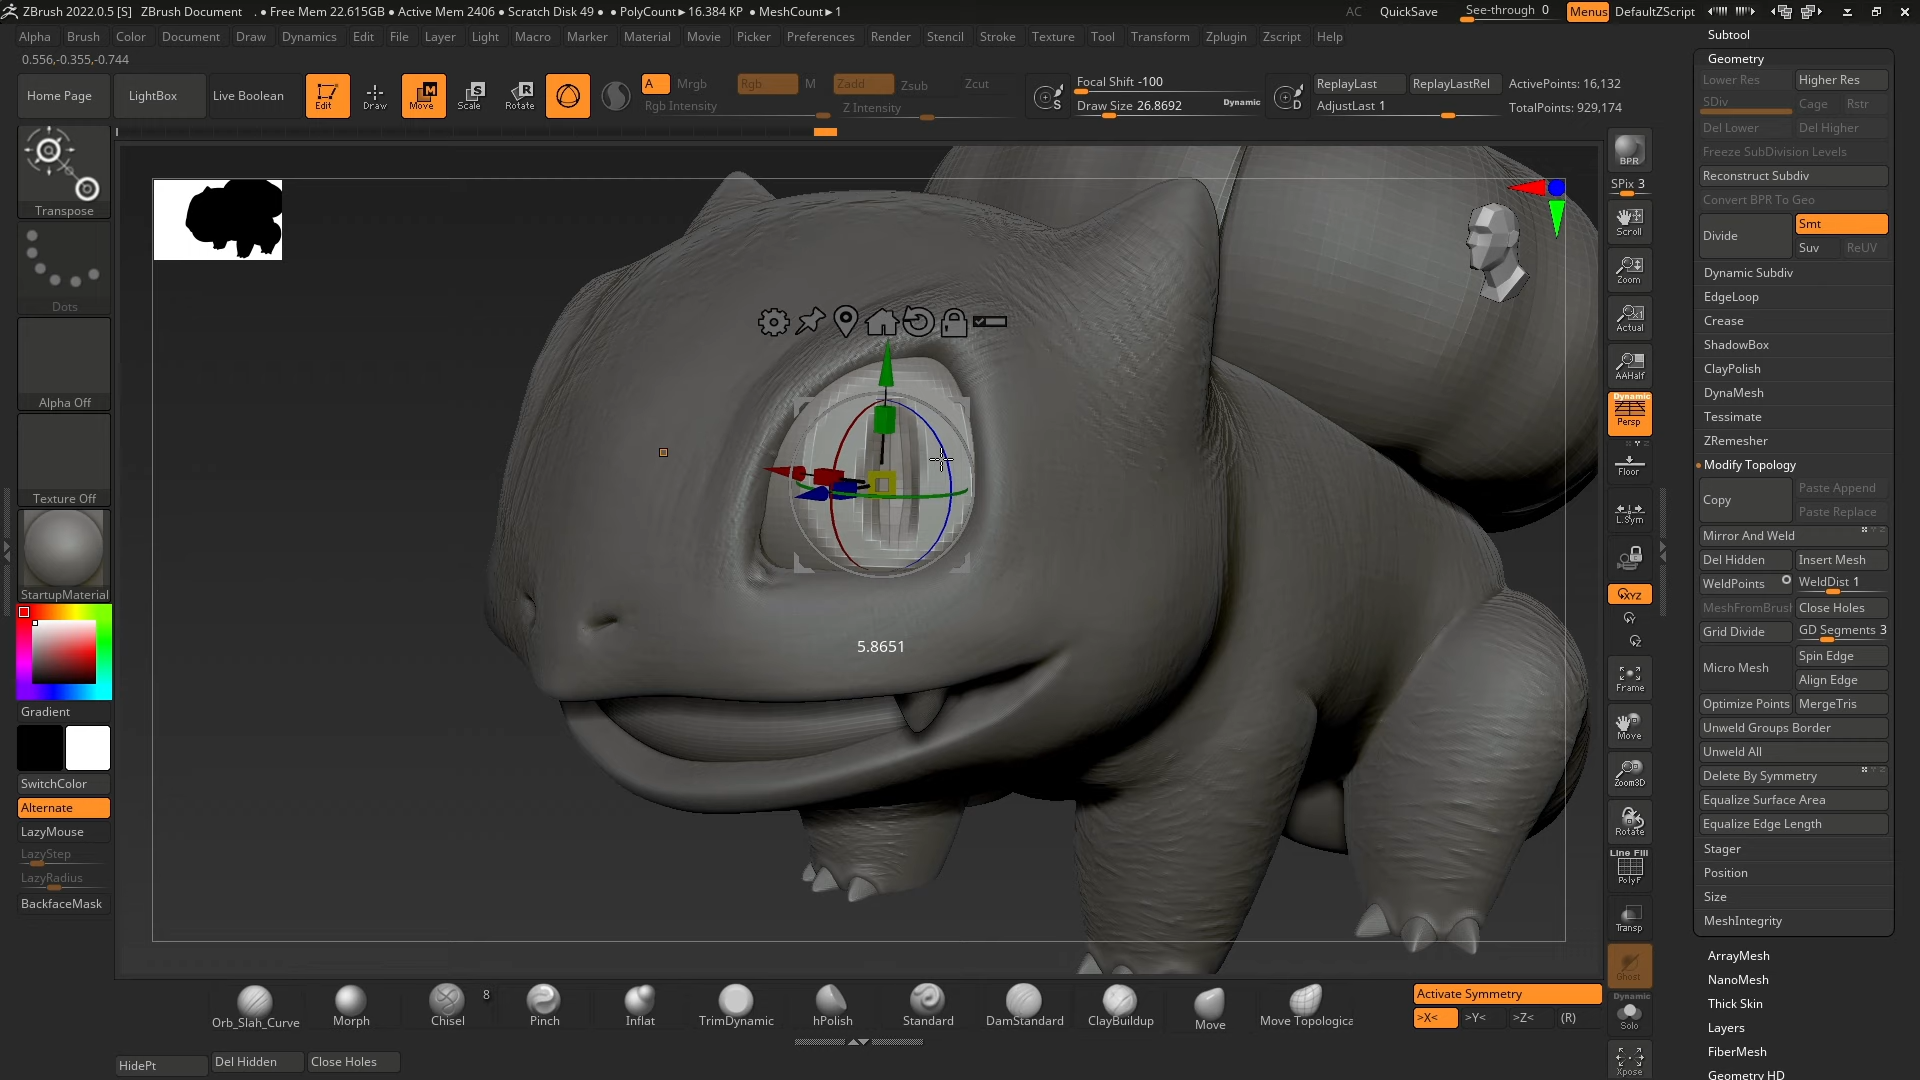 ZBrush 2022.0.5 [S] ZBrush Document . • Free Mem 22.615GB • Active Mem 2406 • Scratch Disk 49 • • PolyCount► 16.384 KP • MeshCount► 1 AC QuickSave See-through 0 Menus DefaultZScript
Alpha Brush Color Document Draw Dynamics Edit File Layer Light Macro Marker Material Movie Picker Preferences Render Stencil Stroke Texture Tool Transform Zplugin Zscript Help
0.556,-0.355,-0.744
Home Page LightBox Live Boolean Edit Draw Move Scale Rotate
A Mrgb Rgb M Zadd Zsub Zcut
Rgb Intensity Z Intensity
Focal Shift -100
Draw Size 26.8692 Dynamic
S
D
ReplayLast ReplayLastRel ActivePoints: 16,132
AdjustLast 1 TotalPoints: 929,174
Transpose
Dots
Alpha Off
Texture Off
StartupMaterial
Gradient
SwitchColor
Alternate
LazyMouse
LazyStep
LazyRadius
BackfaceMask
5.8651
BPR
SPix 3
Scroll
Zoom
Actual
AAHalf
Dynamic
Persp
Floor
L.Sym
XYZ
Frame
Move
Zoom3D
Rotate
Line Fill
PolyF
Transp
Ghost
Dynamic
Solo
Xpose
Subtool
Geometry
Lower Res Higher Res
SDiv Cage Rstr
Del Lower Del Higher
Freeze SubDivision Levels
Reconstruct Subdiv
Convert BPR To Geo
Divide Smt
Suv ReUV
Dynamic Subdiv
EdgeLoop
Crease
ShadowBox
ClayPolish
DynaMesh
Tessimate
ZRemesher
Modify Topology
Copy Paste Append
Paste Replace
Mirror And Weld
Del Hidden Insert Mesh
WeldPoints WeldDist 1
MeshFromBrush Close Holes
Grid Divide GD Segments 3
Micro Mesh Spin Edge
Align Edge
Optimize Points MergeTris
Unweld Groups Border
Unweld All
Delete By Symmetry
Equalize Surface Area
Equalize Edge Length
Stager
Position
Size
MeshIntegrity
ArrayMesh
NanoMesh
Thick Skin
Layers
FiberMesh
Geometry HD
8
Orb_Slah_Curve Morph Chisel Pinch Inflat TrimDynamic hPolish Standard DamStandard ClayBuildup Move Move Topologica
Activate Symmetry
>X< >Y< >Z< (R)
HidePt Del Hidden Close Holes